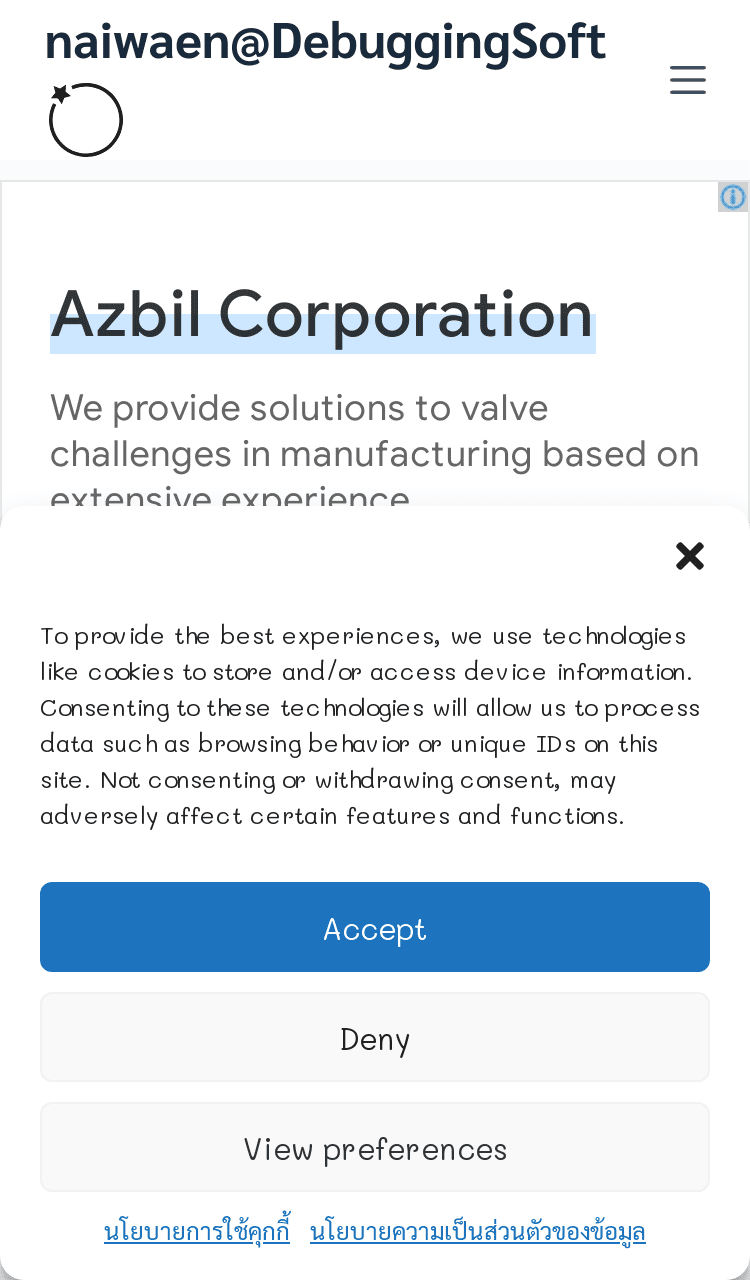 naiwaen@DebuggingSoft
Azbil Corporation
We provide solutions to valve
challenges in manufacturing based on
extensive experience
To provide the best experiences, we use technologies
like cookies to store and/or access device information.
Consenting to these technologies will allow us to process
data such as browsing behavior or unique IDs on this
site. Not consenting or withdrawing consent, may
adversely affect certain features and functions.
Accept
Deny
View preferences
นโยบายการใช้คุกกี้ นโยบายความเป็นส่วนตัวของข้อมูล